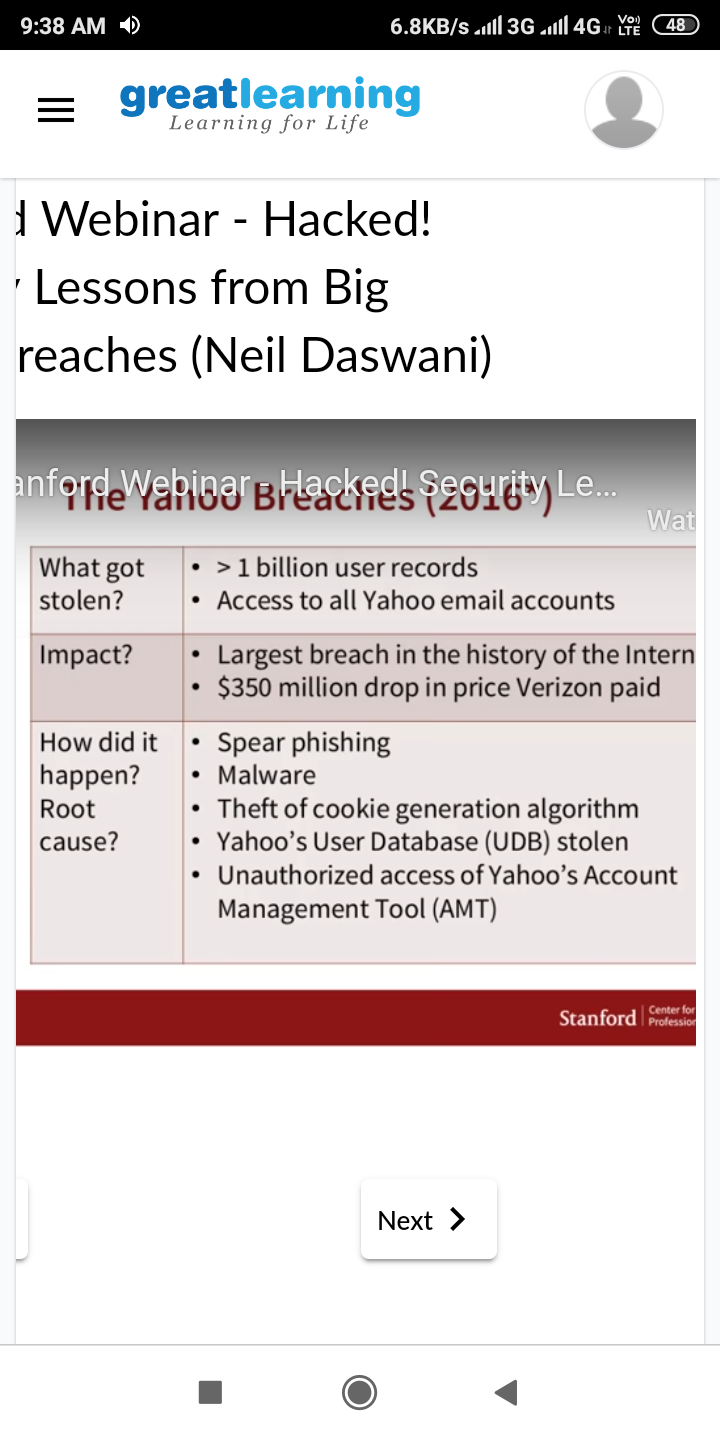 9:38 AM 6.8KB/s 3G 4G Vo) LTE 48
greatlearning
Learning for Life
d Webinar - Hacked!
y Lessons from Big
reaches (Neil Daswani)
anford Webinar - Hacked! Security Le...
The Yahoo Breaches (2016*)
Wat
What got stolen?
• > 1 billion user records
• Access to all Yahoo email accounts
Impact?
• Largest breach in the history of the Intern
• $350 million drop in price Verizon paid
How did it happen? Root cause?
• Spear phishing
• Malware
• Theft of cookie generation algorithm
• Yahoo's User Database (UDB) stolen
• Unauthorized access of Yahoo's Account
Management Tool (AMT)
Stanford
Center for
Profession
Next